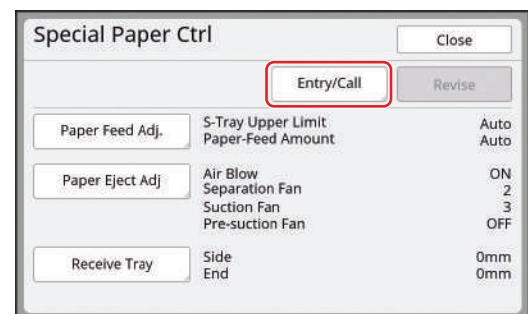 Special Paper Ctrl
Close
Entry/Call
Revise
Paper Feed Adj.
S-Tray Upper Limit Auto
Paper-Feed Amount Auto
Paper Eject Adj
Air Blow ON
Separation Fan 2
Suction Fan 3
Pre-suction Fan OFF
Receive Tray
Side 0mm
End 0mm